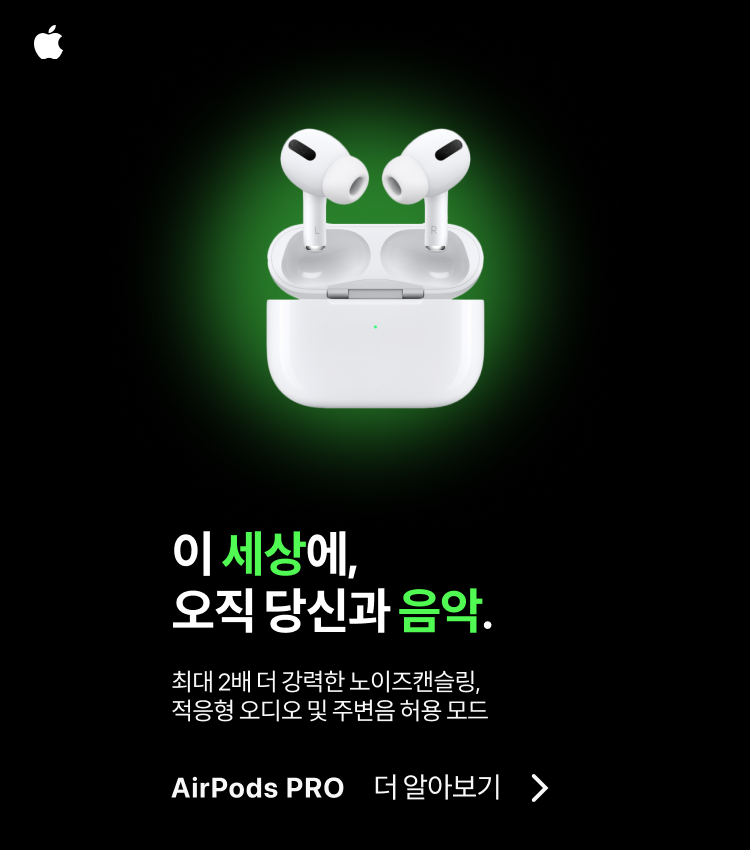 L
R
이 세상에,
오직 당신과 음악.
최대 2배 더 강력한 노이즈캔슬링,
적응형 오디오 및 주변음 허용 모드
AirPods PRO 더 알아보기